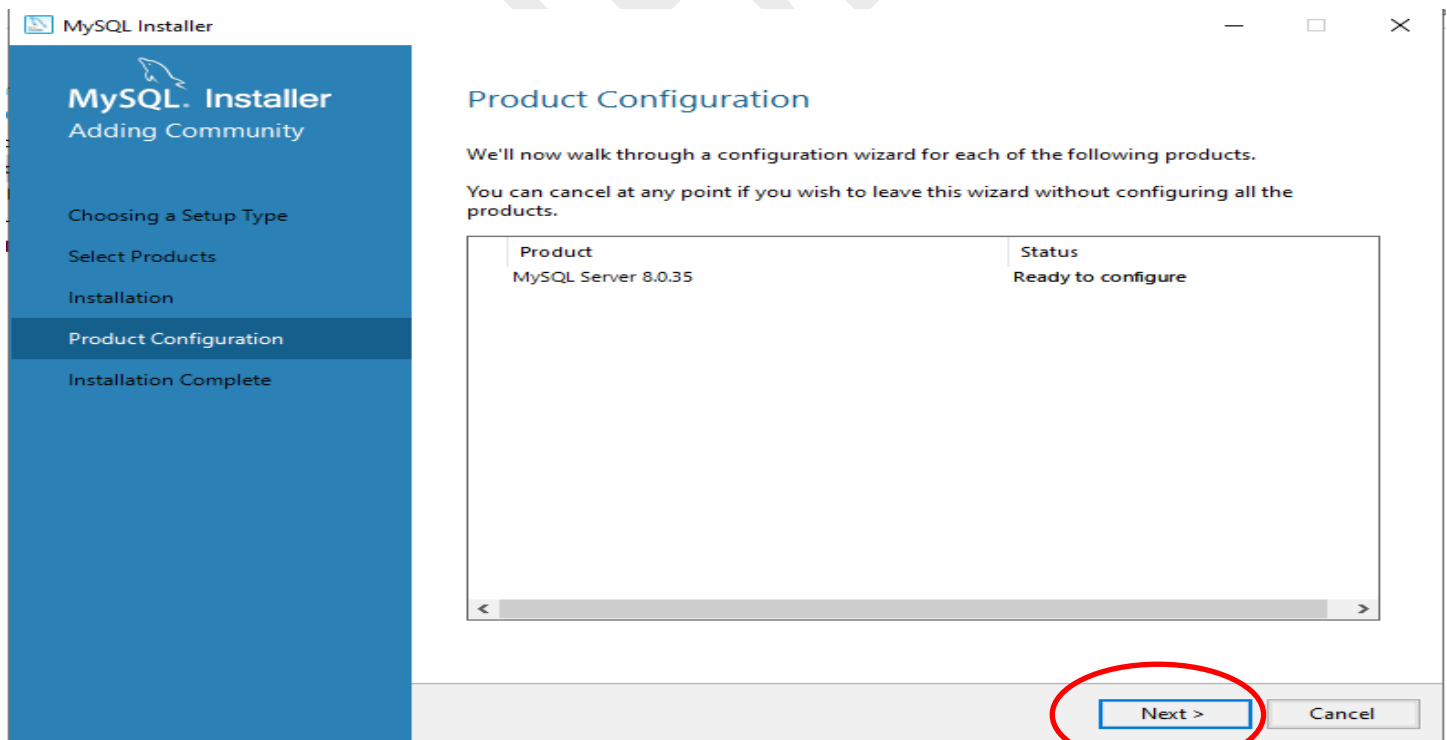 MySQL Installer
MySQL. Installer
Adding Community
Choosing a Setup Type
Select Products
Installation
Product Configuration
Installation Complete
Product Configuration
We'll now walk through a configuration wizard for each of the following products.
You can cancel at any point if you wish to leave this wizard without configuring all the
products.
Product Status
MySQL Server 8.0.35 Ready to configure
Next > Cancel